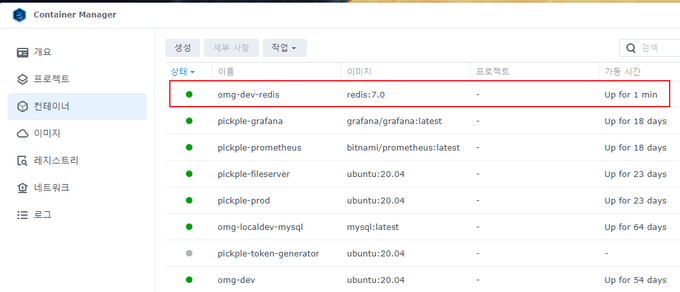 Container Manager
개요
프로젝트
컨테이너
이미지
레지스트리
네트워크
로그
생성 세부 사항 작업 검색
상태 이름 이미지 프로젝트 가동 시간
omg-dev-redis redis:7.0 - Up for 1 min
pickple-grafana grafana/grafana:latest - Up for 18 days
pickple-prometheus bitnami/prometheus:latest - Up for 18 days
pickple-fileserver ubuntu:20.04 - Up for 23 days
pickple-prod ubuntu:20.04 - Up for 23 days
omg-localdev-mysql mysql:latest - Up for 64 days
pickple-token-generator ubuntu:20.04 - -
omg-dev ubuntu:20.04 - Up for 54 days